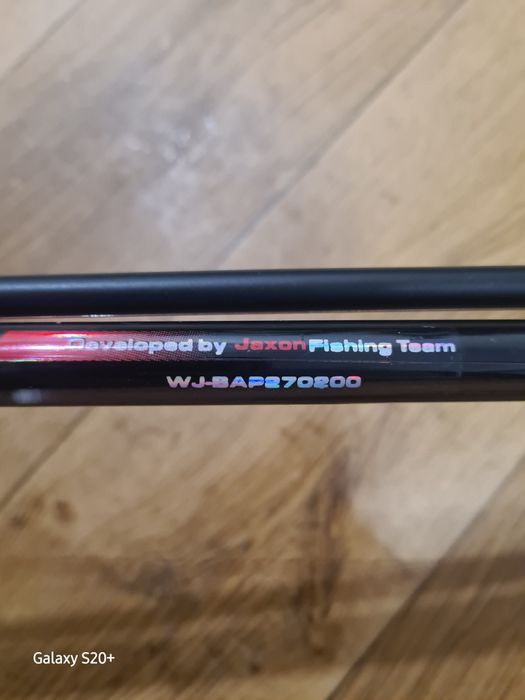 Developed by Jaxon Fishing Team
WJ-BAP270200
Galaxy S20+